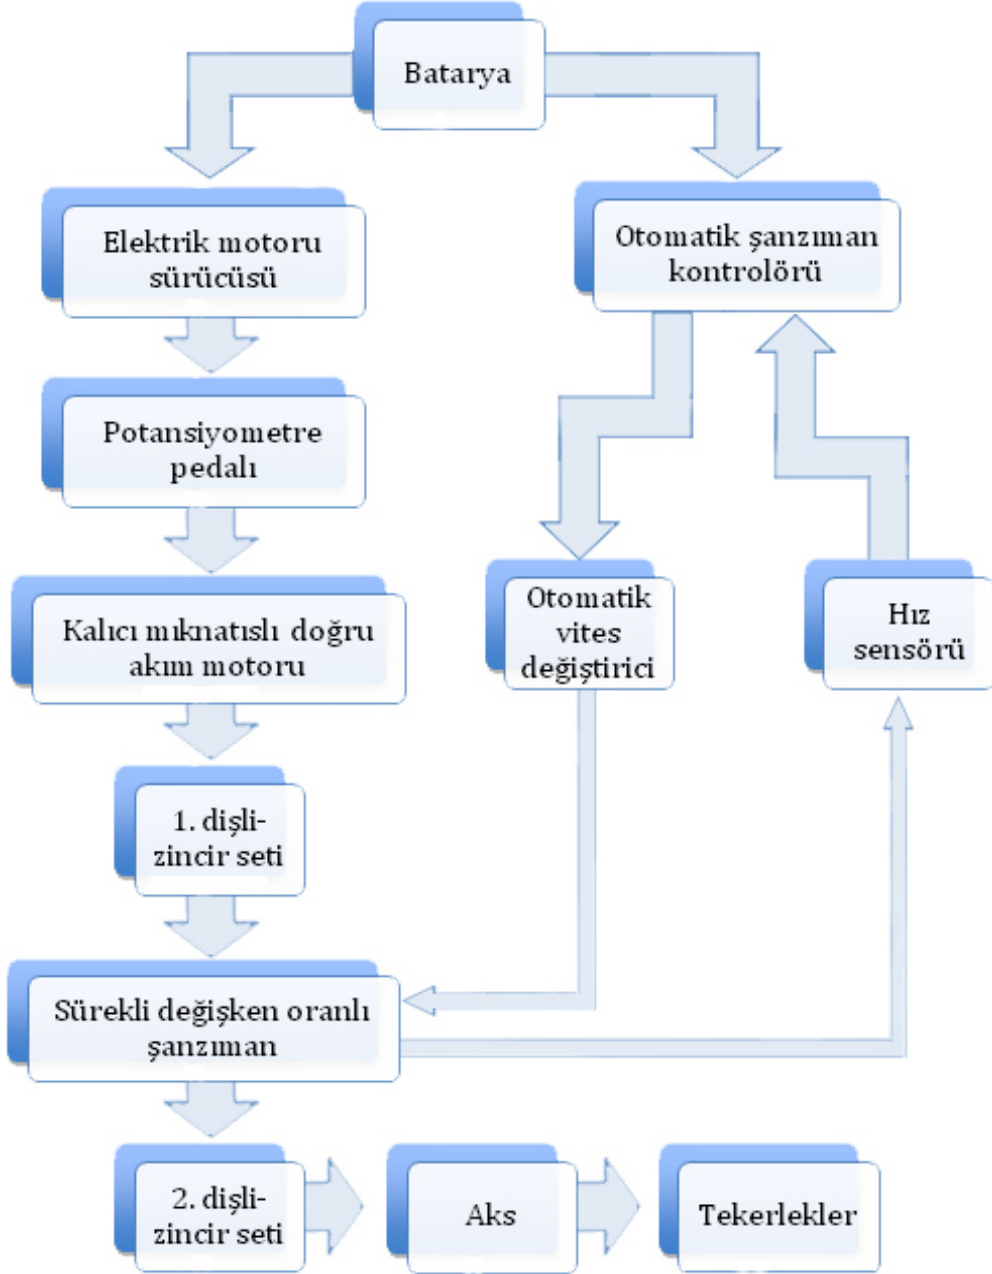 Batarya
Elektrik motoru
sürücüsü
Otomatik şanzıman
kontrolörü
Potansiyometre
pedalı
Kalıcı mıknatıslı doğru
akım motoru
Otomatik
vites
değiştirici
Hız
sensörü
1. dişli-
zincir seti
Sürekli değişken oranlı
şanzıman
2. dişli-
zincir seti
Aks
Tekerlekler